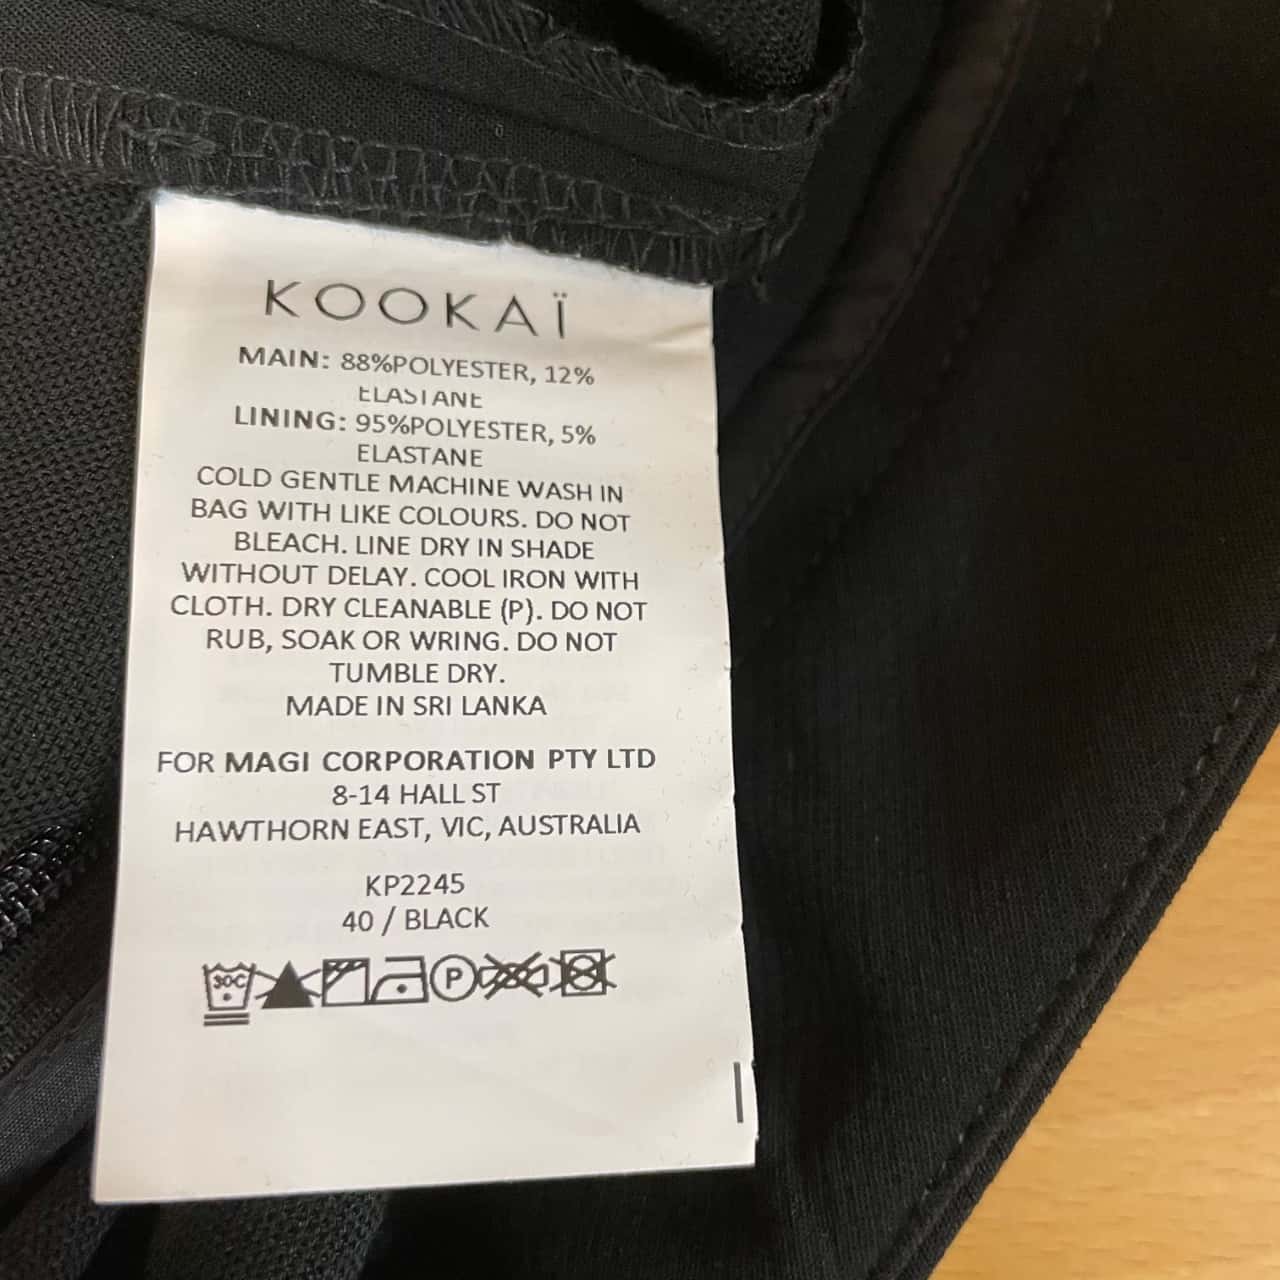 KOOKAÏ
MAIN: 88%POLYESTER, 12%
ELASTANE
LINING: 95%POLYESTER, 5%
ELASTANE
COLD GENTLE MACHINE WASH IN
BAG WITH LIKE COLOURS. DO NOT
BLEACH. LINE DRY IN SHADE
WITHOUT DELAY. COOL IRON WITH
CLOTH. DRY CLEANABLE (P). DO NOT
RUB, SOAK OR WRING. DO NOT
TUMBLE DRY.
MADE IN SRI LANKA
FOR MAGI CORPORATION PTY LTD
8-14 HALL ST
HAWTHORN EAST, VIC, AUSTRALIA
KP2245
40 / BLACK
30C P